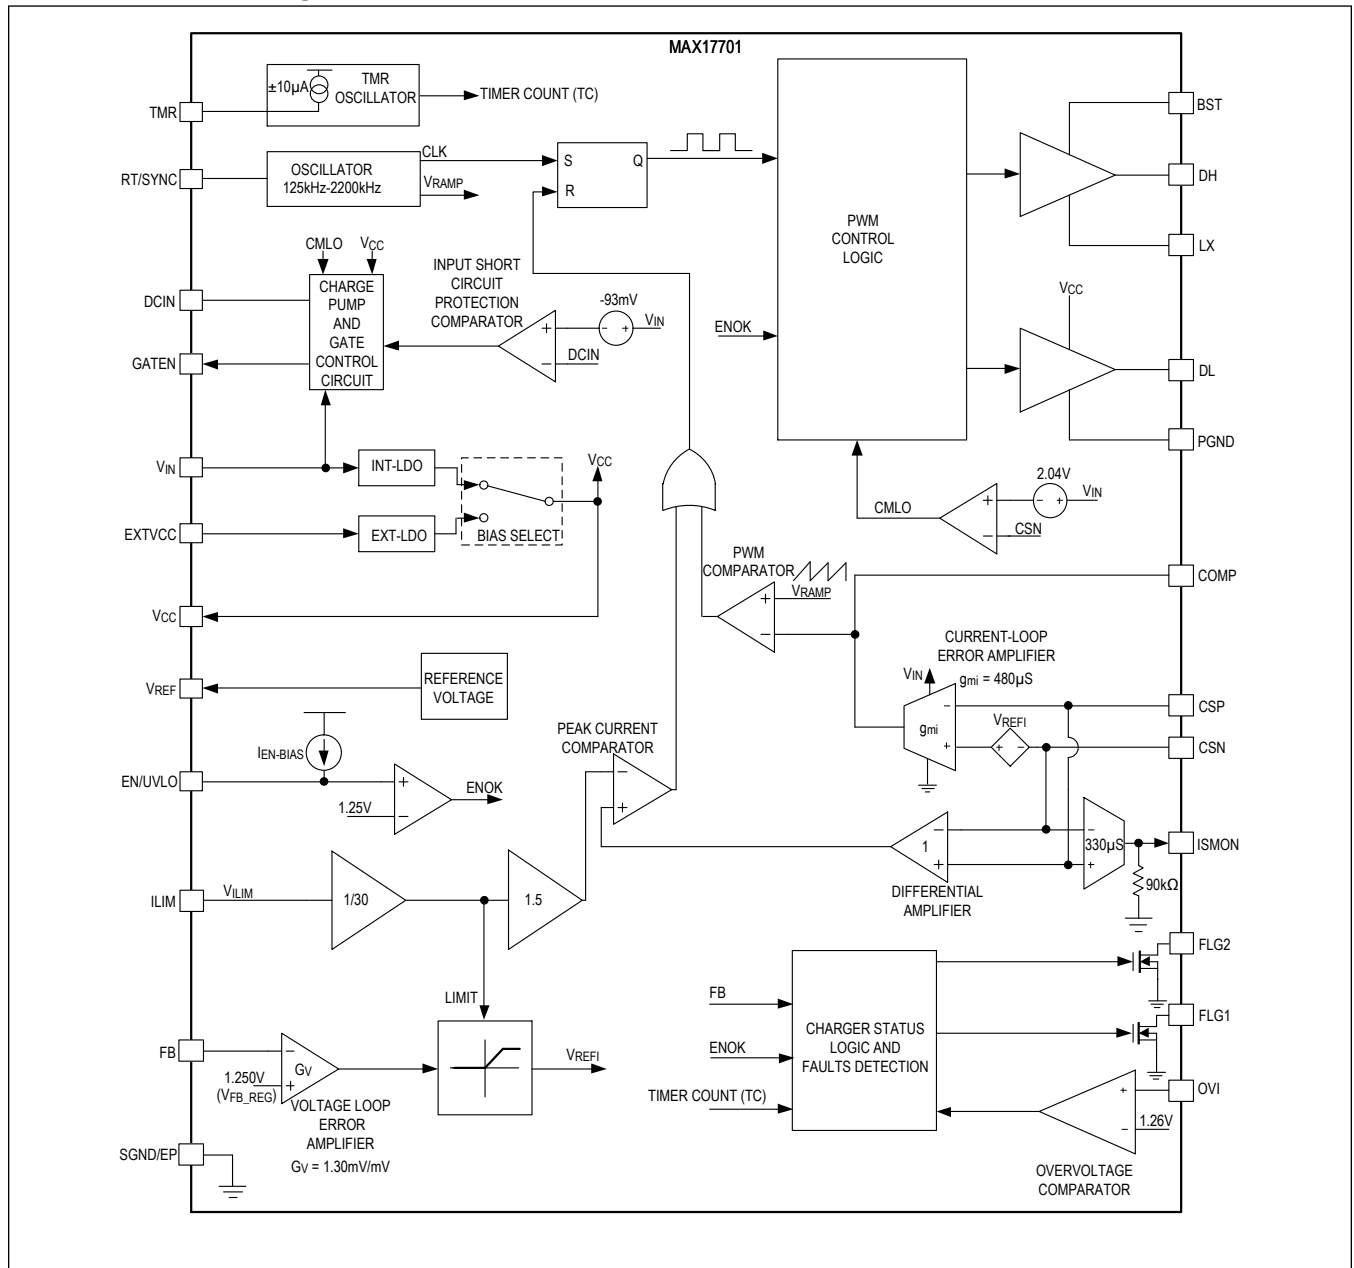 MAX17701
±10µA
TMR
OSCILLATOR
TIMER COUNT (TC)
TMR
RT/SYNC
OSCILLATOR
125kHz-2200kHz
CLK
VRAMP
S
R
Q
PWM
CONTROL
LOGIC
BST
DH
LX
CMLO
VCC
CHARGE
PUMP
AND
GATE
CONTROL
CIRCUIT
DCIN
GATEN
INPUT SHORT
CIRCUIT
PROTECTION
COMPARATOR
-93mV
- +
VIN
+
−
DCIN
ENOK
VCC
DL
PGND
VIN
INT-LDO
VCC
EXTVCC
EXT-LDO
BIAS SELECT
CMLO
2.04V
- +
VIN
+
−
CSN
PWM
COMPARATOR
VRAMP
+
−
COMP
VCC
CURRENT-LOOP
ERROR AMPLIFIER
gmi = 480µS
VIN
gmi
−
+
VREFI
+ -
CSP
CSN
VREF
REFERENCE
VOLTAGE
IEN-BIAS
EN/UVLO
1.25V
+
−
ENOK
PEAK CURRENT
COMPARATOR
−
+
1
−
+
DIFFERENTIAL
AMPLIFIER
330µS
−
+
90kΩ
ISMON
ILIM
VILIM
1/30
1.5
LIMIT
FB
1.250V
(VFB_REG)
−
+
GV
VOLTAGE LOOP
ERROR
AMPLIFIER
GV = 1.30mV/mV
VREFI
FB
ENOK
TIMER COUNT (TC)
CHARGER STATUS
LOGIC AND
FAULTS DETECTION
FLG2
FLG1
OVI
+
−
1.26V
OVERVOLTAGE
COMPARATOR
SGND/EP